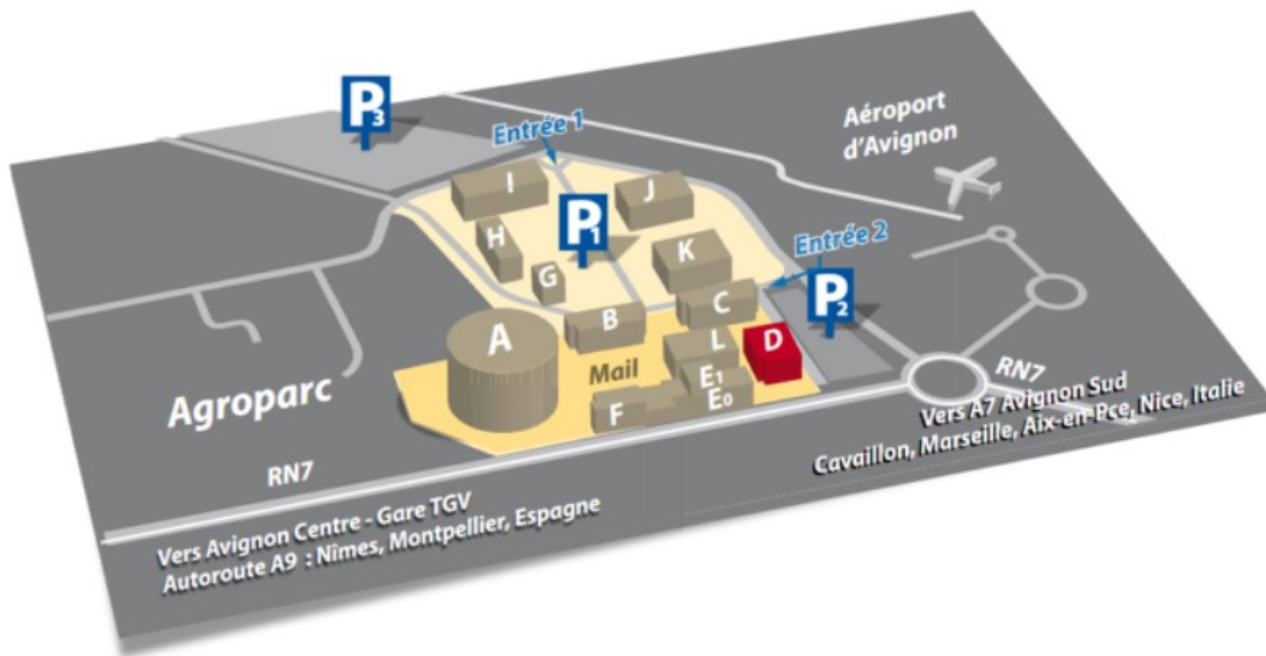 P3
Entrée 1
Aéroport
d'Avignon
I
J
H
P1
Entrée 2
K
G
C
P2
B
A
L
D
Mail
E1
E0
F
Agroparc
RN7
Vers A7 Avignon Sud
Cavaillon, Marseille, Aix-en-Pce, Nice, Italie
RN7
Vers Avignon Centre - Gare TGV
Autoroute A9 : Nîmes, Montpellier, Espagne